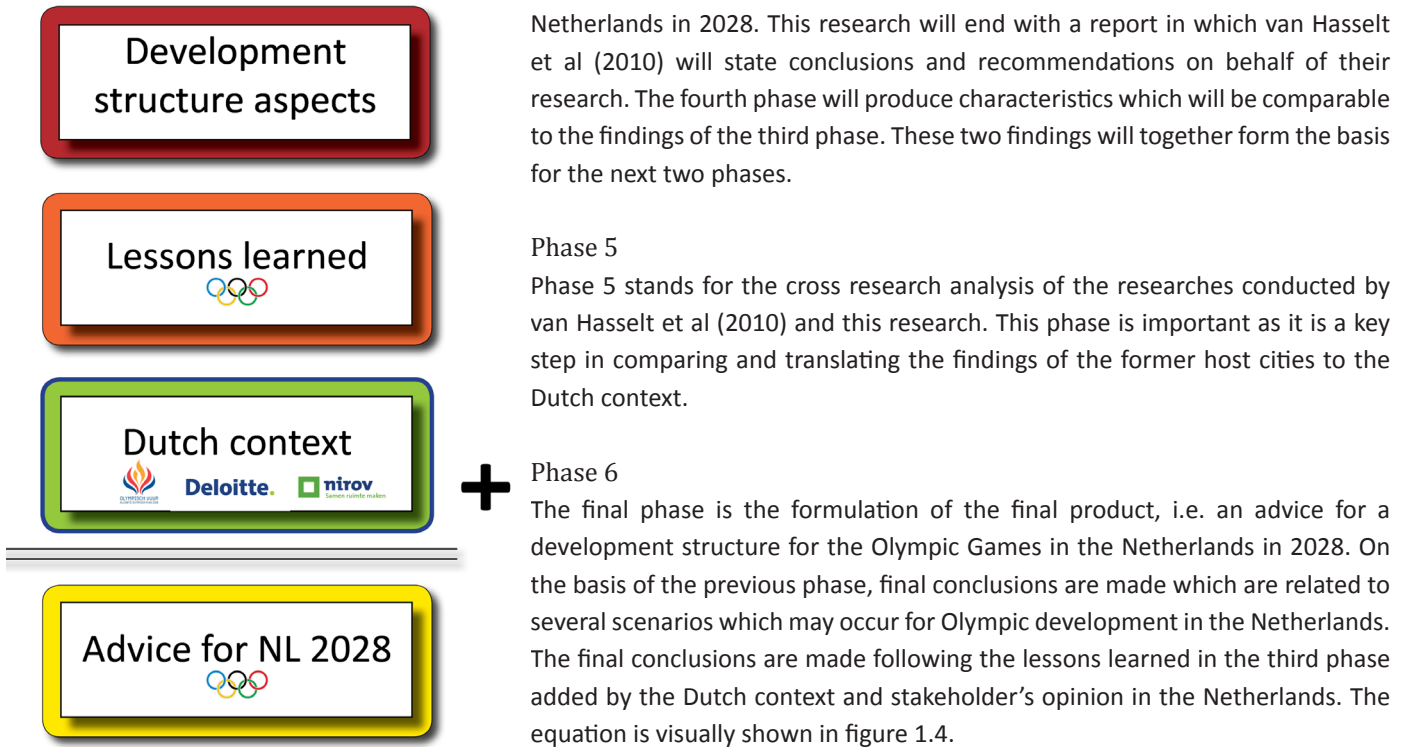 Development
structure aspects
Lessons learned
Dutch context
OLYMPISCH VUUR
Deloitte.
nirov
Samen ruimte maken
+
Advice for NL 2028
Netherlands in 2028. This research will end with a report in which van Hasselt
et al (2010) will state conclusions and recommendations on behalf of their
research. The fourth phase will produce characteristics which will be comparable
to the findings of the third phase. These two findings will together form the basis
for the next two phases.
Phase 5
Phase 5 stands for the cross research analysis of the researches conducted by
van Hasselt et al (2010) and this research. This phase is important as it is a key
step in comparing and translating the findings of the former host cities to the
Dutch context.
Phase 6
The final phase is the formulation of the final product, i.e. an advice for a
development structure for the Olympic Games in the Netherlands in 2028. On
the basis of the previous phase, final conclusions are made which are related to
several scenarios which may occur for Olympic development in the Netherlands.
The final conclusions are made following the lessons learned in the third phase
added by the Dutch context and stakeholder’s opinion in the Netherlands. The
equation is visually shown in figure 1.4.